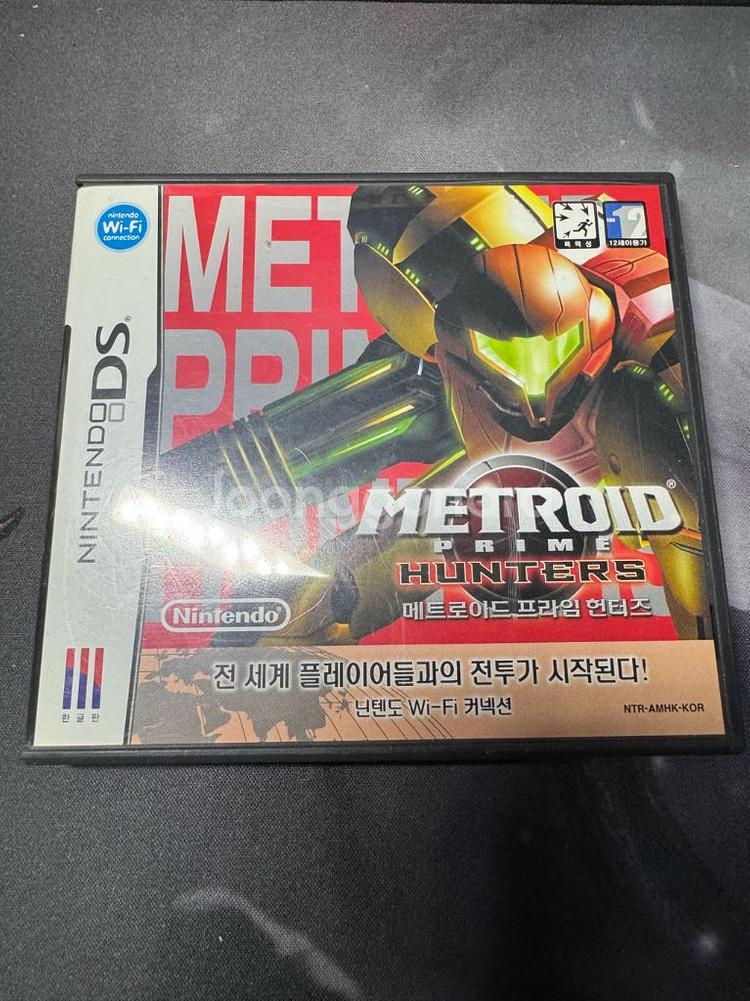 nintendo
Wi-Fi
connection
NINTENDO DS
MET
PRI
폭력성
12
12세이용가
METROID®
PRIME
HUNTERS
메트로이드 프라임 헌터즈
Nintendo®
한글판
전 세계 플레이어들과의 전투가 시작된다!
닌텐도 Wi-Fi 커넥션
NTR-AMHK-KOR